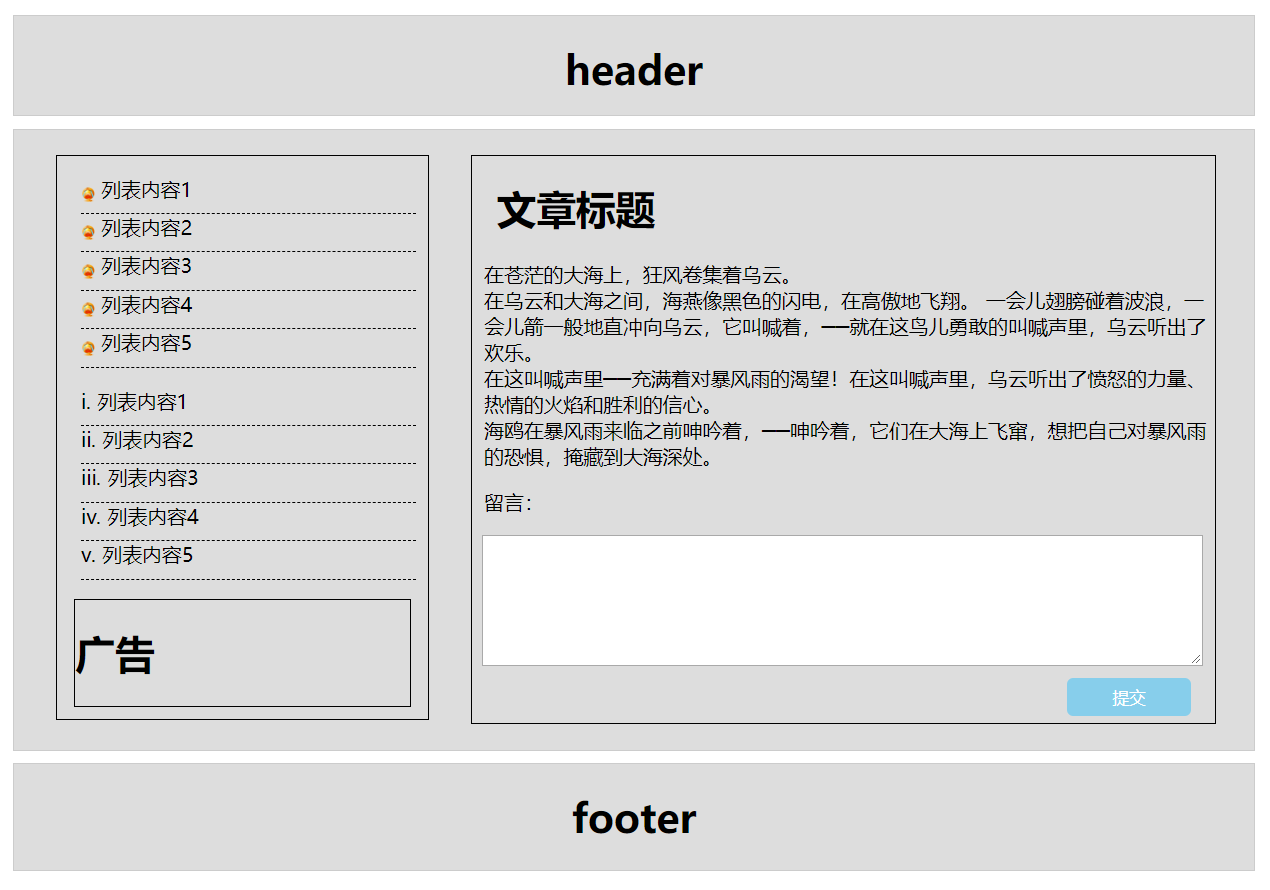 header
列表内容1
列表内容2
列表内容3
列表内容4
列表内容5
i. 列表内容1
ii. 列表内容2
iii. 列表内容3
iv. 列表内容4
v. 列表内容5
广告
文章标题
在苍茫的大海上，狂风卷集着乌云。
在乌云和大海之间，海燕像黑色的闪电，在高傲地飞翔。 一会儿翅膀碰着波浪，一
会儿箭一般地直冲向乌云，它叫喊着，──就在这鸟儿勇敢的叫喊声里，乌云听出了
欢乐。
在这叫喊声里──充满着对暴风雨的渴望！在这叫喊声里，乌云听出了愤怒的力量、
热情的火焰和胜利的信心。
海鸥在暴风雨来临之前呻吟着，──呻吟着，它们在大海上飞窜，想把自己对暴风雨
的恐惧，掩藏到大海深处。
留言：
提交
footer